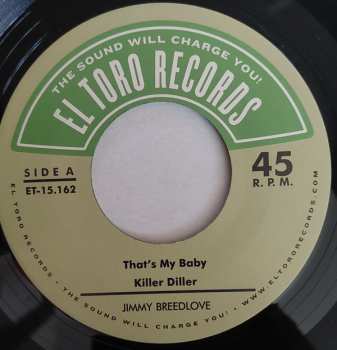 THE SOUND WILL CHARGE YOU!
EL TORO RECORDS
SIDE A
ET-15.162
45
R.P.M.
That's My Baby
Killer Diller
JIMMY BREEDLOVE
EL TORO RECORDS.COM
THE SOUND WILL CHARGE YOU!
WWW.ELTORORECORDS.COM